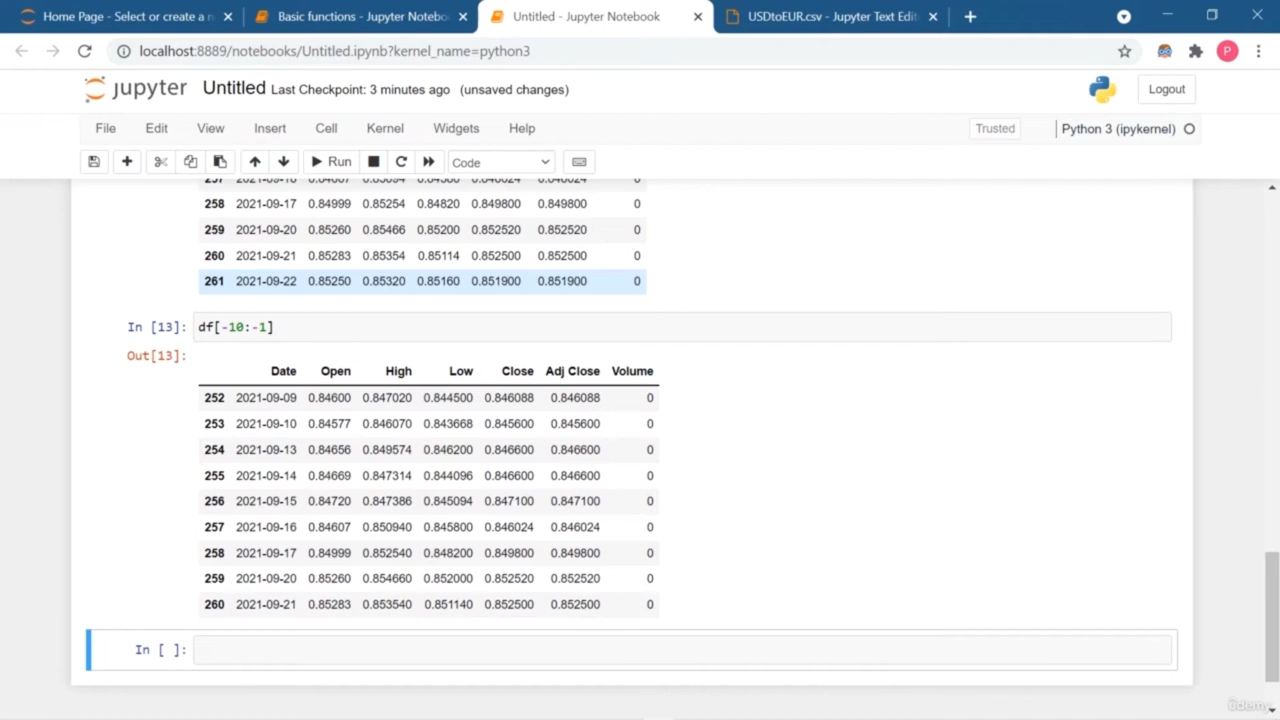 Home Page - Select or create a n
Basic functions - Jupyter Notebo
Untitled - Jupyter Notebook
USDtoEUR.csv - Jupyter Text Edit
localhost:8889/notebooks/Untitled.ipynb?kernel_name=python3
P
jupyter Untitled Last Checkpoint: 3 minutes ago (unsaved changes)
Logout
File Edit View Insert Cell Kernel Widgets Help
Trusted
Python 3 (ipykernel)
Run
Code
258 2021-09-17 0.84999 0.85254 0.84820 0.849800 0.849800 0
259 2021-09-20 0.85260 0.85466 0.85200 0.852520 0.852520 0
260 2021-09-21 0.85283 0.85354 0.85114 0.852500 0.852500 0
261 2021-09-22 0.85250 0.85320 0.85160 0.851900 0.851900 0
In [13]: df[-10:-1]
Out[13]:
Date Open High Low Close Adj Close Volume
252 2021-09-09 0.84600 0.847020 0.844500 0.846088 0.846088 0
253 2021-09-10 0.84577 0.846070 0.843668 0.845600 0.845600 0
254 2021-09-13 0.84656 0.849574 0.846200 0.846600 0.846600 0
255 2021-09-14 0.84669 0.847314 0.844096 0.846600 0.846600 0
256 2021-09-15 0.84720 0.847386 0.845094 0.847100 0.847100 0
257 2021-09-16 0.84607 0.850940 0.845800 0.846024 0.846024 0
258 2021-09-17 0.84999 0.852540 0.848200 0.849800 0.849800 0
259 2021-09-20 0.85260 0.854660 0.852000 0.852520 0.852520 0
260 2021-09-21 0.85283 0.853540 0.851140 0.852500 0.852500 0
In [ ]:
ûdemy